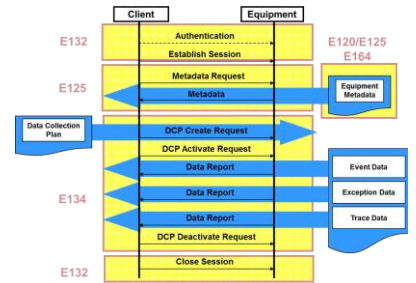 Client
Equipment
E132
Authentication
Establish Session
E120/E125
E164
E125
Metadata Request
Metadata
Equipment
Metadata
Data Collection
Plan
DCP Create Request
DCP Activate Request
Data Report
Event Data
E134
Data Report
Exception Data
Data Report
Trace Data
DCP Deactivate Request
E132
Close Session